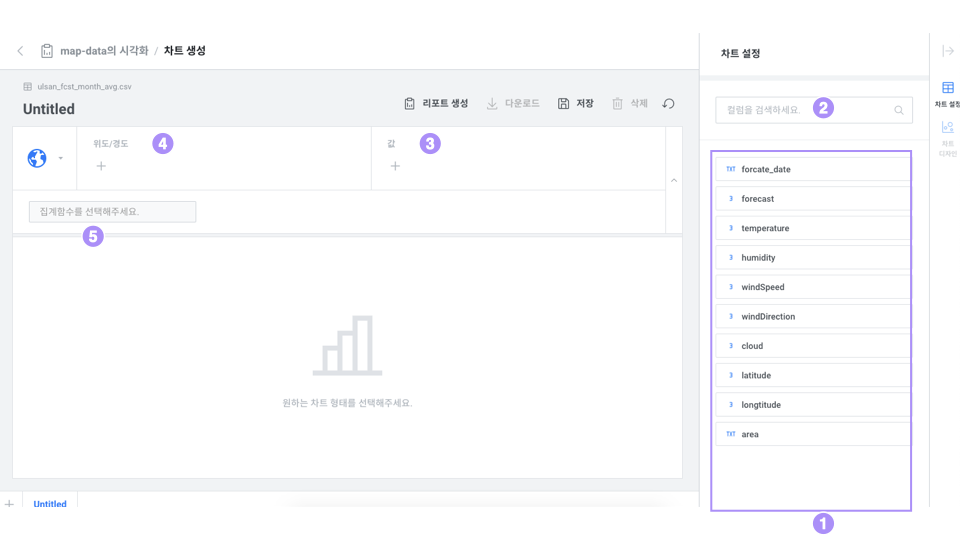 map-data의 시각화 / 차트 생성
ulsan_fcst_month_avg.csv
Untitled
리포트 생성
다운로드
저장
삭제
위도/경도
4
값
3
집계함수를 선택해주세요.
5
원하는 차트 형태를 선택해주세요.
Untitled
차트 설정
컬럼을 검색하세요.
2
TXT forcate_date
3 forecast
3 temperature
3 humidity
3 windSpeed
3 windDirection
3 cloud
3 latitude
3 longtitude
TXT area
1
차트 설정
차트
디자인